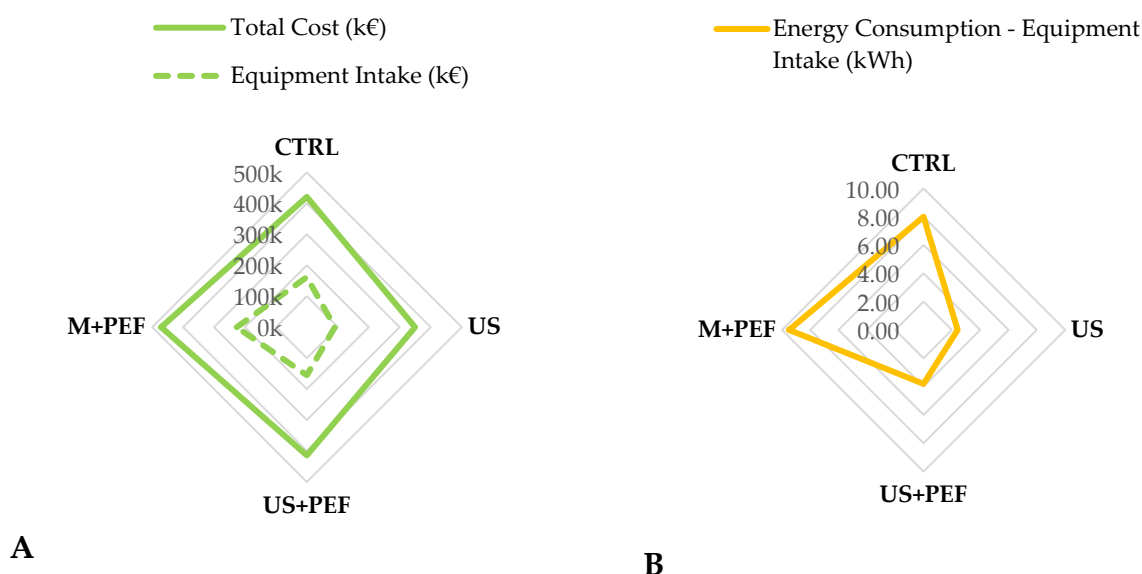 Total Cost (k€)
Equipment Intake (k€)
CTRL
500k
400k
300k
200k
100k
0k
M+PEF
US
US+PEF
A
Energy Consumption - Equipment
Intake (kWh)
CTRL
10.00
8.00
6.00
4.00
2.00
0.00
M+PEF
US
US+PEF
B